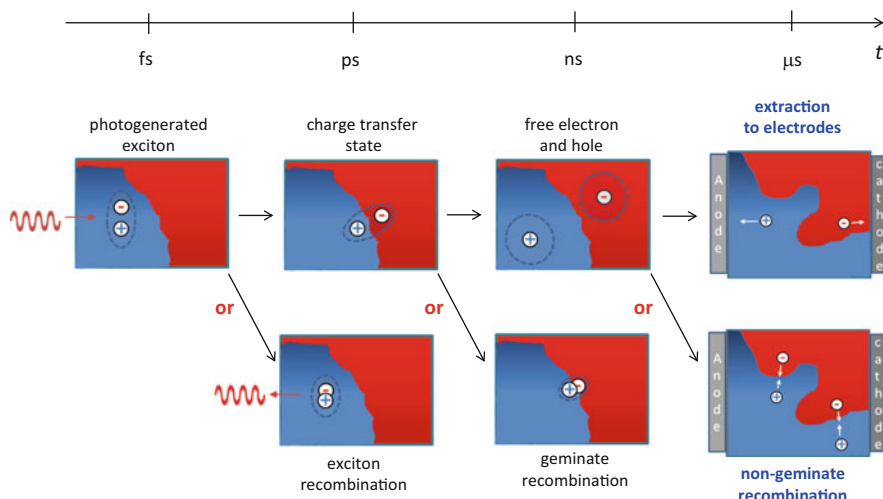 fs
ps
ns
μs
t
photogenerated
exciton
charge transfer
state
free electron
and hole
extraction
to electrodes
-
+
-
+
-
+
Anode
+
-
cathode
or
or
or
-
+
-
+
Anode
-
+
-
+
cathode
exciton
recombination
geminate
recombination
non-geminate
recombination